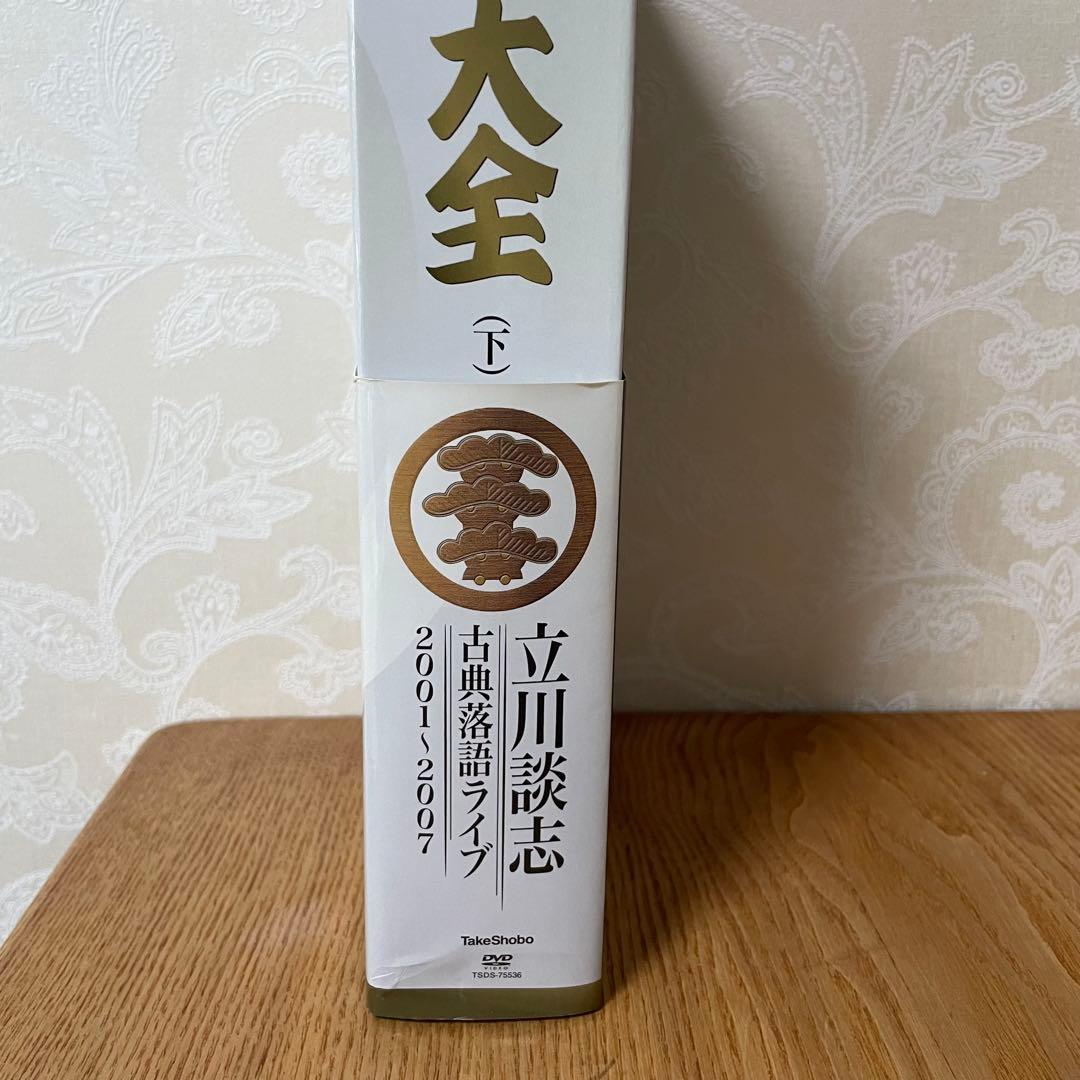 大全
(下)
立川談志
古典落語ライブ
2001~2007
TakeShobo
DVD
VIDEO
TSDS-75536